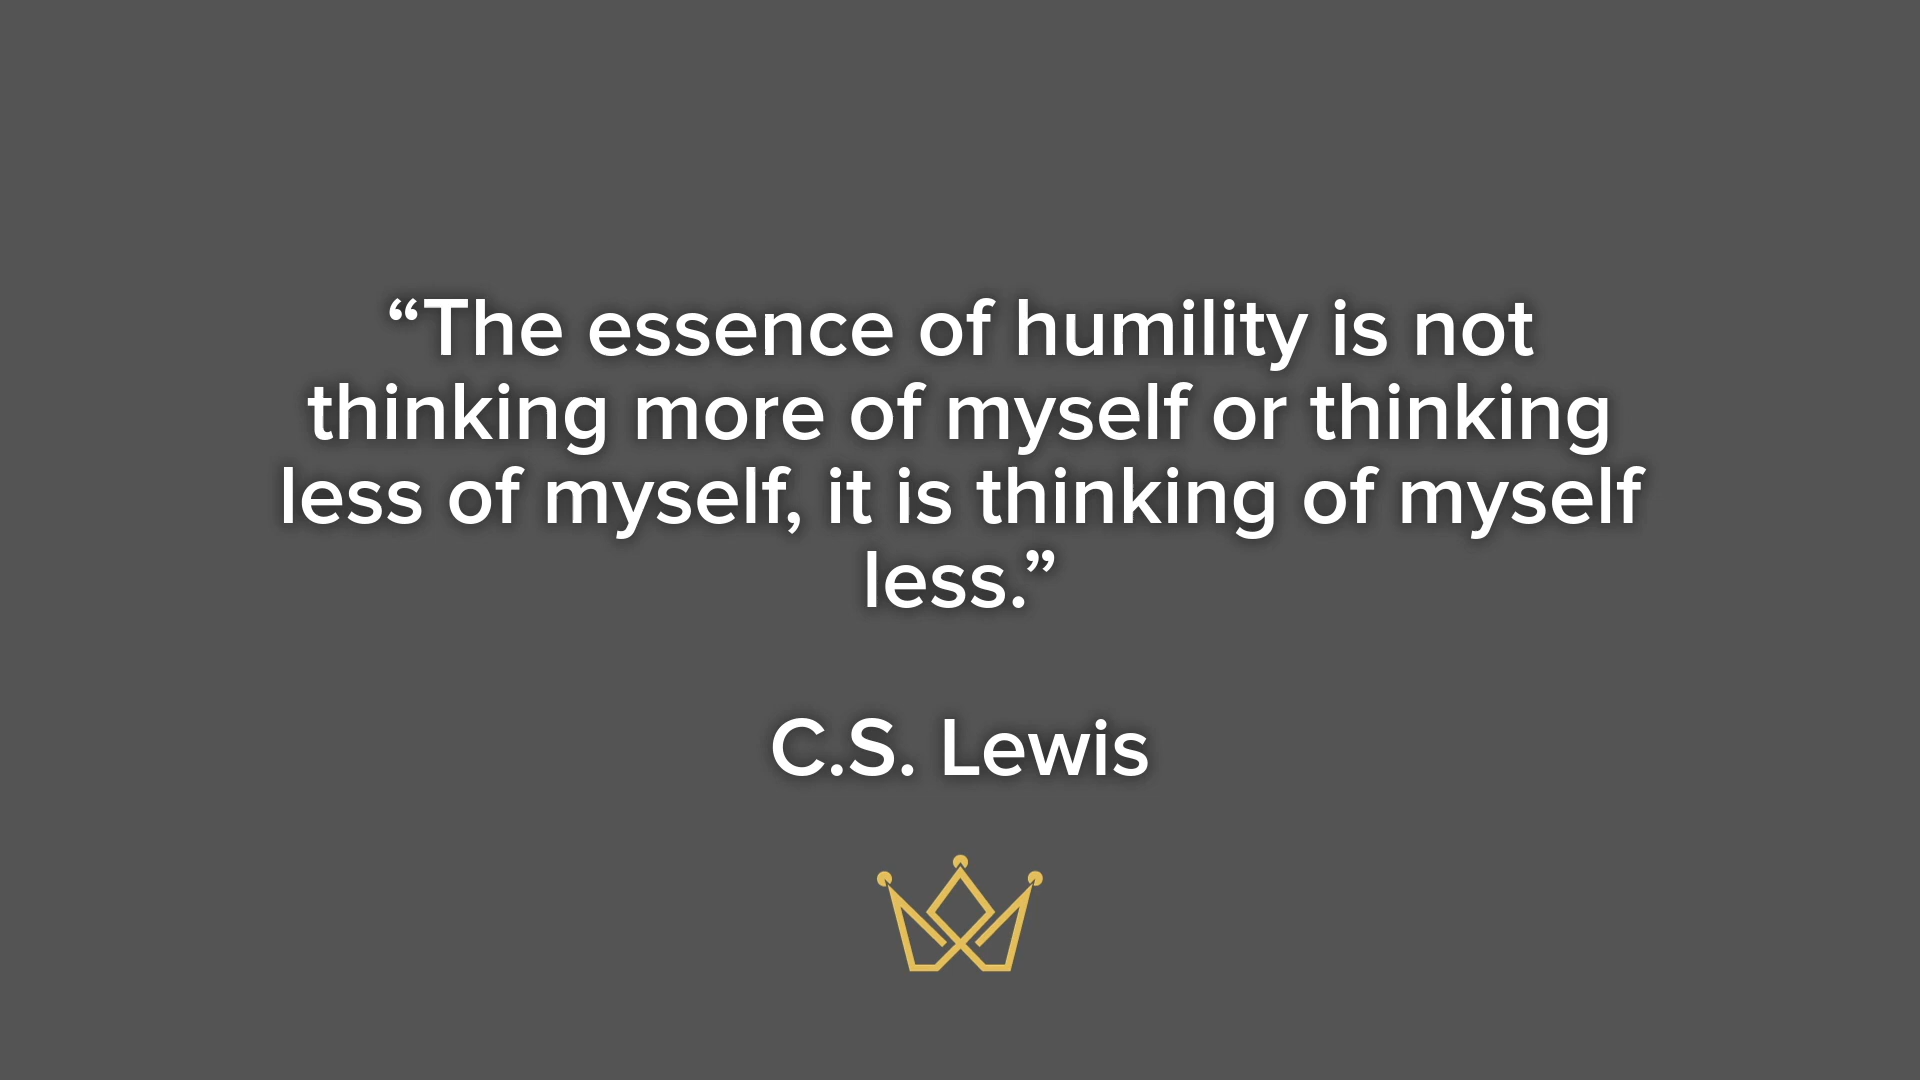 “The essence of humility is not
thinking more of myself or thinking
less of myself, it is thinking of myself
less.”
C.S. Lewis